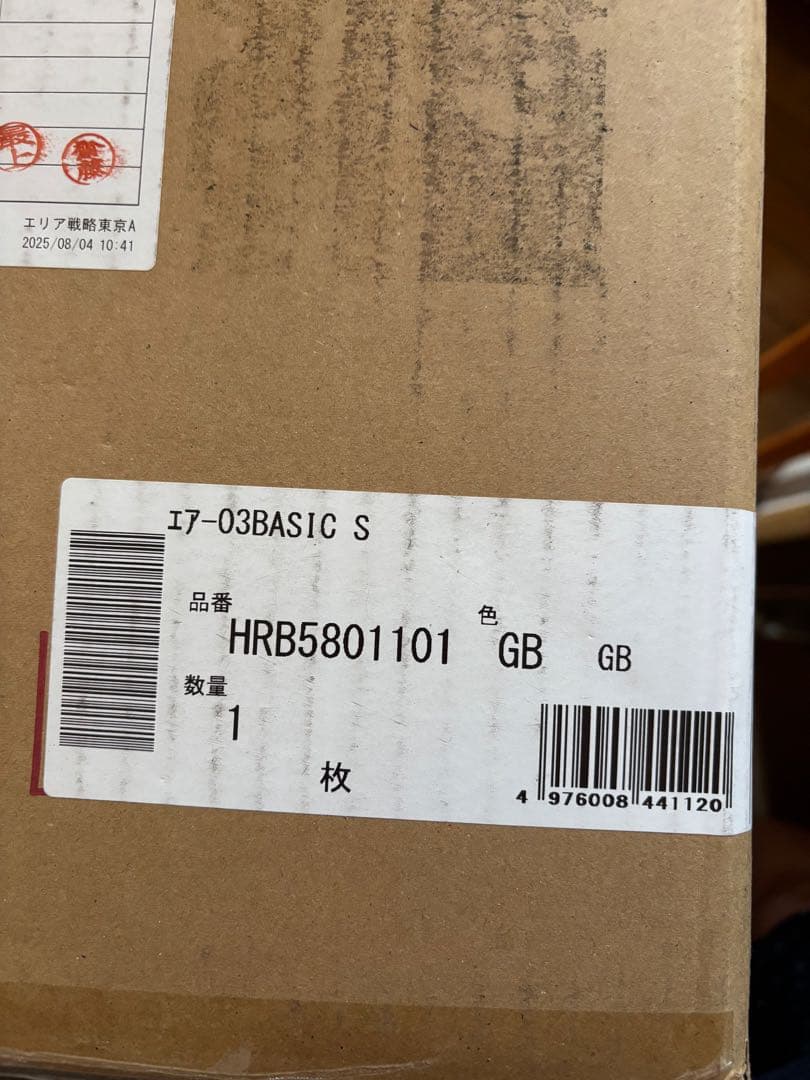 エリア戦略東京A
2025/08/04 10:41
ｴｱ-03BASIC S
品番
色
HRB5801101 GB GB
数量
1
枚
4 976008 441120